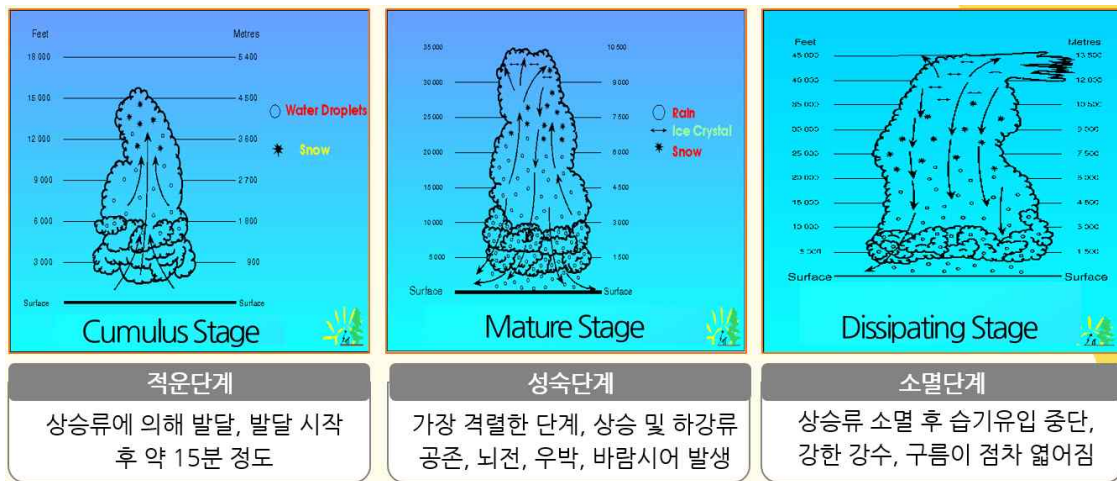 Feet
Metres
18 000
5 400
15 000
4 500
Water Droplets
12 000
3 600
Snow
9 000
2 700
6 000
1 800
3 000
900
Surface
Surface
Cumulus Stage
35 000
10 500
30 000
9 000
Rain
25 000
7 500
Ice Crystal
Snow
20 000
6 000
15 000
4 500
10 000
3 000
5 000
1 500
Surface
Surface
Mature Stage
Feet
Metres
45 000
13 500
40 000
12 000
35 000
10 500
30 000
9 000
25 000
7 500
20 000
15 000
4 500
10 000
1 500
Surface
Surface
Dissipating Stage
적운단계
상승류에 의해 발달, 발달 시작
후 약 15분 정도
성숙단계
가장 격렬한 단계, 상승 및 하강류
공존, 뇌전, 우박, 바람시어 발생
소멸단계
상승류 소멸 후 습기유입 중단,
강한 강수, 구름이 점차 엷어짐